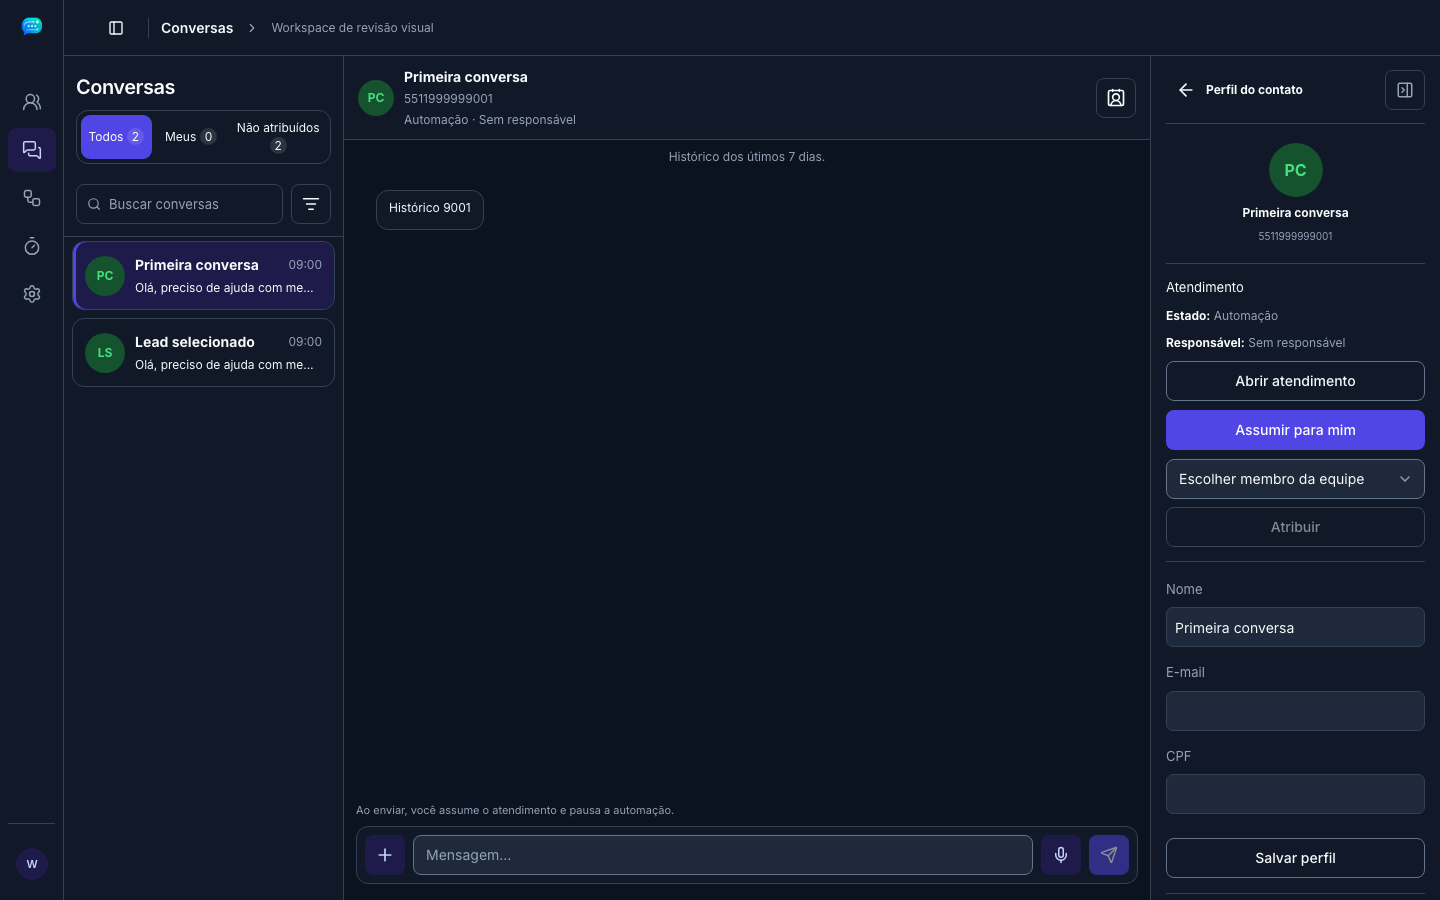 Conversas
Workspace de revisão visual
Conversas
Todos 2
Meus 0
Não atribuídos
2
Buscar conversas
PC
Primeira conversa
09:00
Olá, preciso de ajuda com me...
LS
Lead selecionado
09:00
Olá, preciso de ajuda com me...
W
PC
Primeira conversa
5511999999001
Automação · Sem responsável
Histórico dos útimos 7 dias.
Histórico 9001
Ao enviar, você assume o atendimento e pausa a automação.
Mensagem...
Perfil do contato
PC
Primeira conversa
5511999999001
Atendimento
Estado: Automação
Responsável: Sem responsável
Abrir atendimento
Assumir para mim
Escolher membro da equipe
Atribuir
Nome
Primeira conversa
E-mail
CPF
Salvar perfil